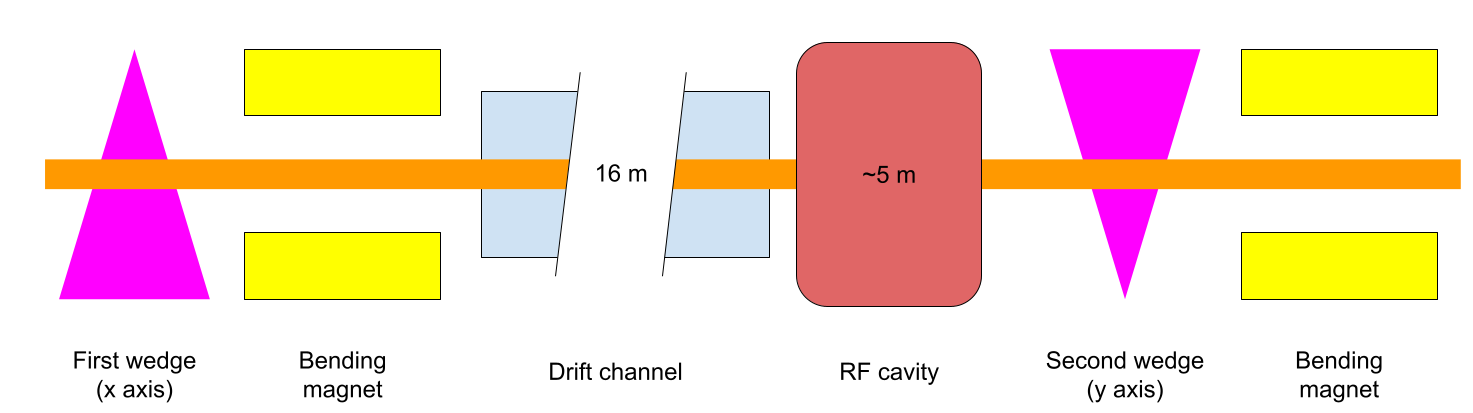 16 m
~5 m
First wedge
(x axis)
Bending
magnet
Drift channel
RF cavity
Second wedge
(y axis)
Bending
magnet